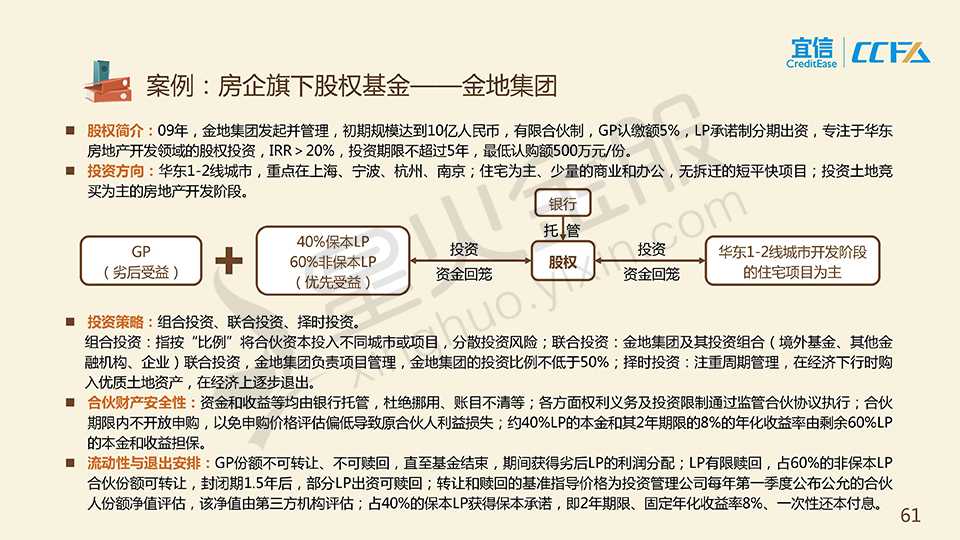 宜信
CreditEase
CCFA
案例：房企旗下股权基金——金地集团
■ 股权简介：09年，金地集团发起并管理，初期规模达到10亿人民币，有限合伙制，GP认缴额5%，LP承诺制分期出资，专注于华东
房地产开发领域的股权投资，IRR＞20%，投资期限不超过5年，最低认购额500万元/份。
■ 投资方向：华东1-2线城市，重点在上海、宁波、杭州、南京；住宅为主、少量的商业和办公，无拆迁的短平快项目；投资土地竞
买为主的房地产开发阶段。
银行
托 管
GP
（劣后受益）
40%保本LP
60%非保本LP
（优先受益）
投资
资金回笼
股权
投资
资金回笼
华东1-2线城市开发阶段
的住宅项目为主
■ 投资策略：组合投资、联合投资、择时投资。
组合投资：指按“比例”将合伙资本投入不同城市或项目，分散投资风险；联合投资：金地集团及其投资组合（境外基金、其他金
融机构、企业）联合投资，金地集团负责项目管理，金地集团的投资比例不低于50%；择时投资：注重周期管理，在经济下行时购
入优质土地资产，在经济上逐步退出。
■ 合伙财产安全性：资金和收益等均由银行托管，杜绝挪用、账目不清等；各方面权利义务及投资限制通过监管合伙协议执行；合伙
期限内不开放申购，以免申购价格评估偏低导致原合伙人利益损失；约40%LP的本金和其2年期限的8%的年化收益率由剩余60%LP
的本金和收益担保。
■ 流动性与退出安排：GP份额不可转让、不可赎回，直至基金结束，期间获得劣后LP的利润分配；LP有限赎回，占60%的非保本LP
合伙份额可转让，封闭期1.5年后，部分LP出资可赎回；转让和赎回的基准指导价格为投资管理公司每年第一季度公布公允的合伙
人份额净值评估，该净值由第三方机构评估；占40%的保本LP获得保本承诺，即2年期限、固定年化收益率8%、一次性还本付息。
61
星火金服
xinghuo.yixin.com